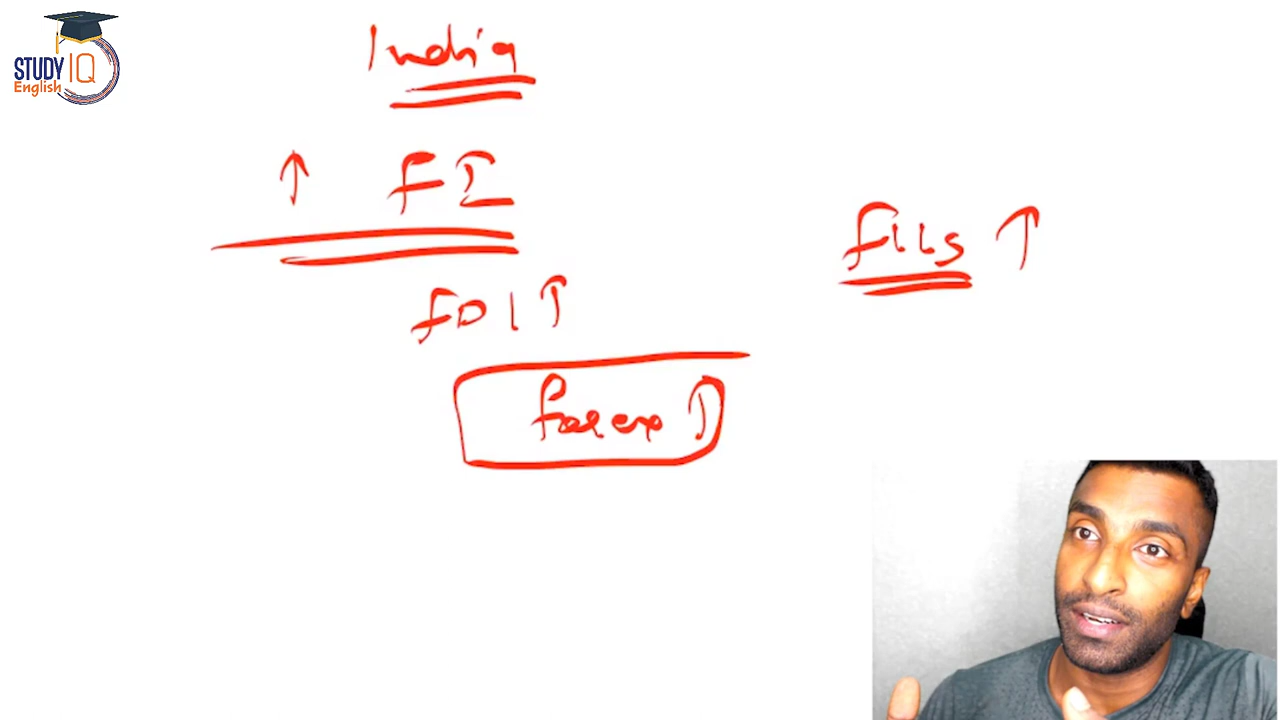 STUDY IQ
English
India
↑ FI
FIIs ↑
FDI ↑
forex ↑